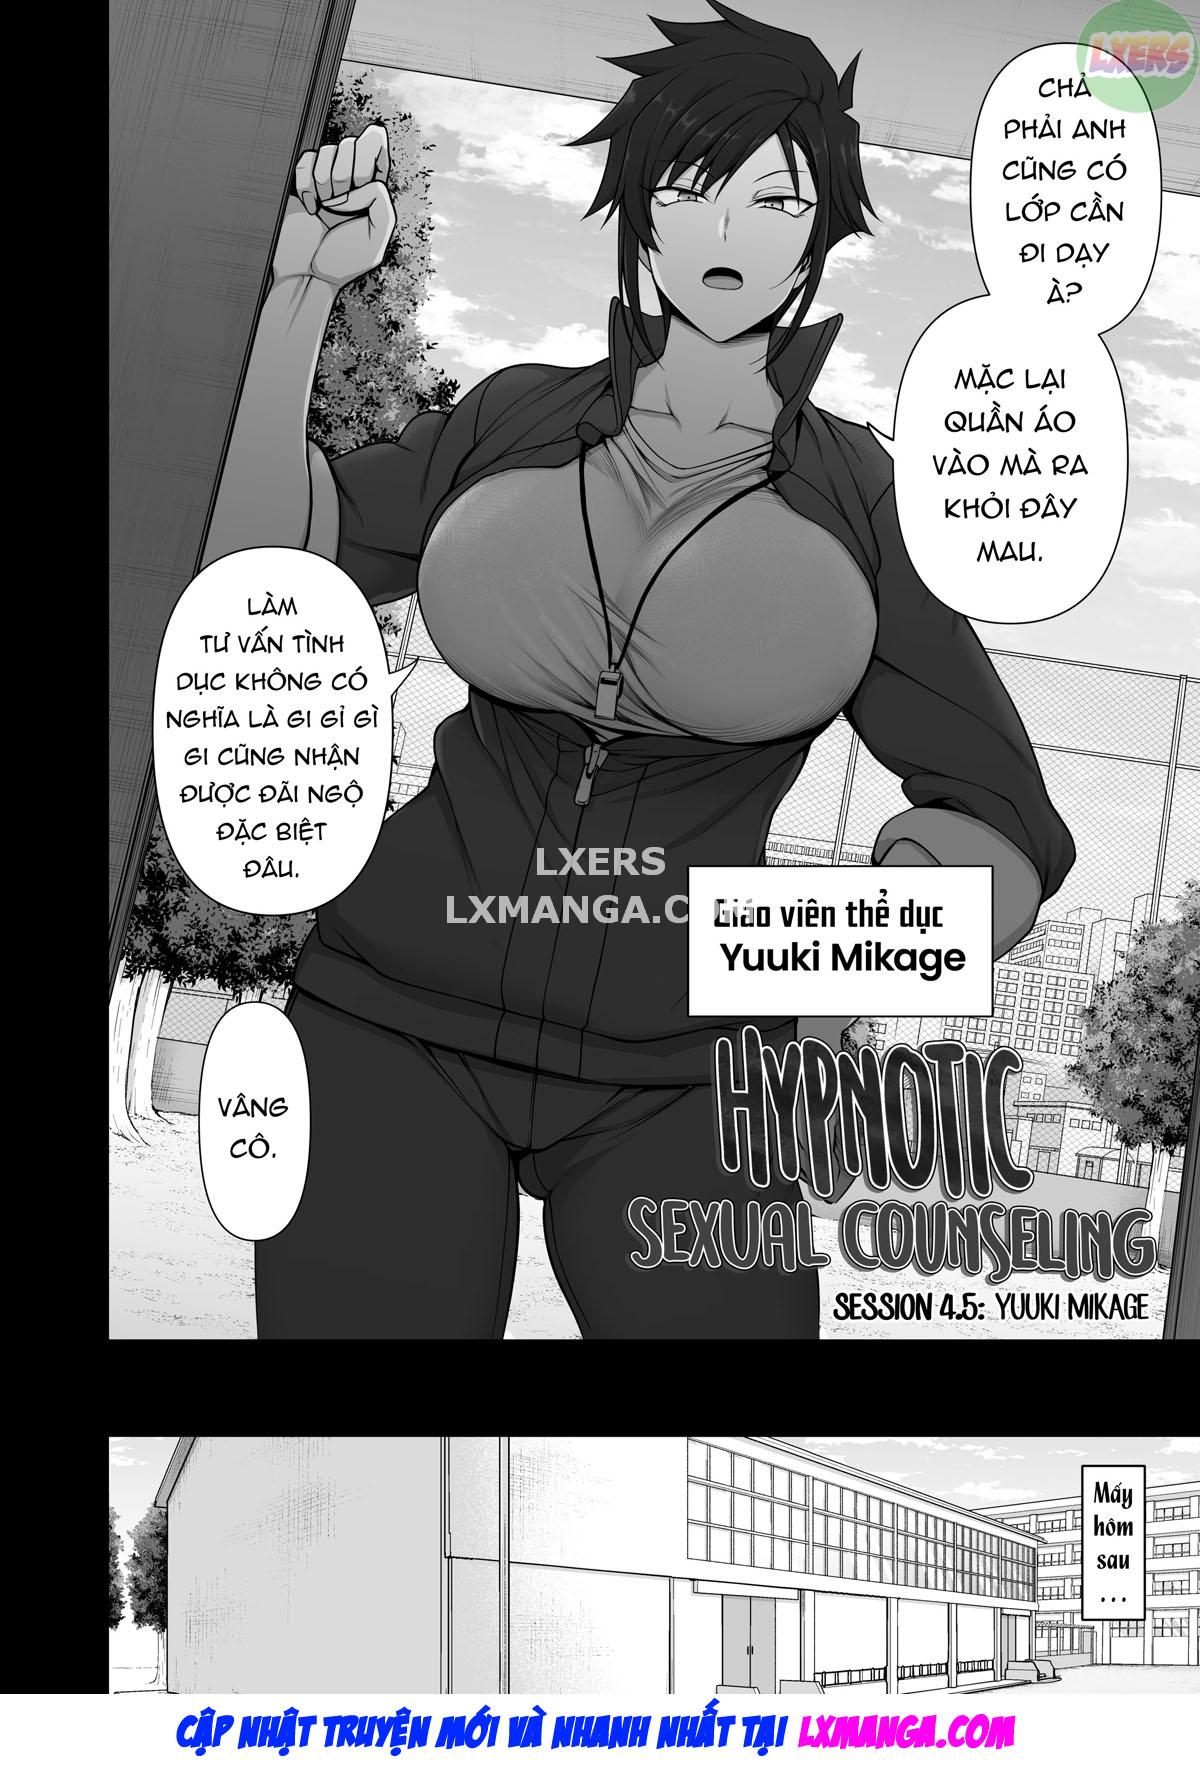 LXERS
CHẢ
PHẢI ANH
CŨNG CÓ
LỚP CẦN
ĐI DẠY
À?
MẶC LẠI
QUẦN ÁO
VÀO MÀ RA
KHỎI ĐÂY
MAU.
LÀM
TƯ VẤN TÌNH
DỤC KHÔNG CÓ
NGHĨA LÀ GI GỈ GÌ
GI CŨNG NHẬN
ĐƯỢC ĐÃI NGỘ
ĐẶC BIỆT
ĐÂU.
LXERS
LXMANGA.COM
Giáo viên thể dục
Yuuki Mikage
VÂNG
CÔ.
HYPNOTIC
SEXUAL COUNSELING
SESSION 4.5: YUUKI MIKAGE
Mấy
hôm
sau
...
CẬP NHẬT TRUYỆN MỚI VÀ NHANH NHẤT TẠI LXMANGA.COM